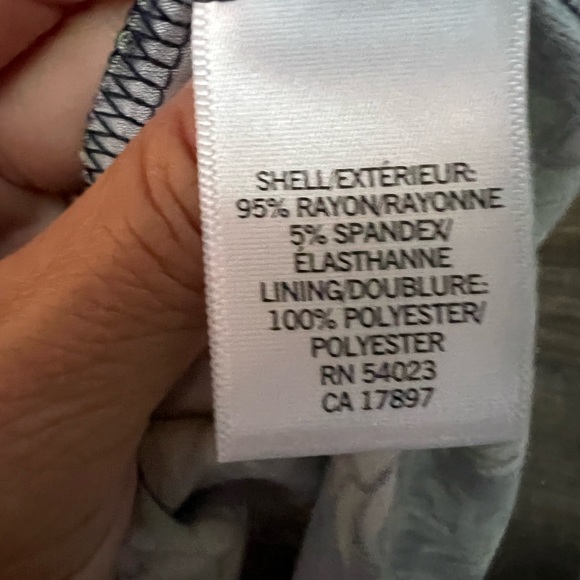 SHELL/EXTÉRIEUR:
95% RAYON/RAYONNE
5% SPANDEX/
ÉLASTHANNE
LINING/DOUBLURE:
100% POLYESTER/
POLYESTER
RN 54023
CA 17897